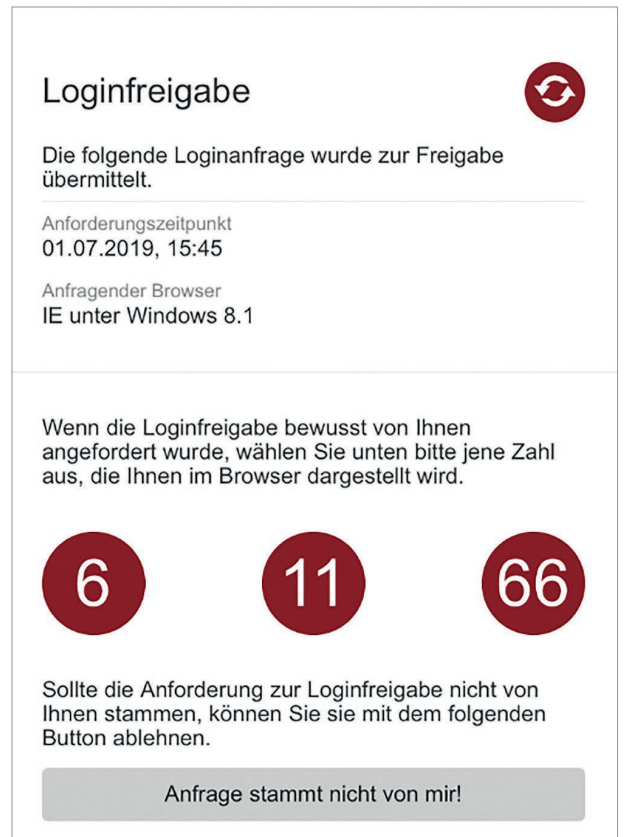 Loginfreigabe
Die folgende Loginanfrage wurde zur Freigabe
übermittelt.
Anforderungszeitpunkt
01.07.2019, 15:45
Anfragender Browser
IE unter Windows 8.1
Wenn die Loginfreigabe bewusst von Ihnen
angefordert wurde, wählen Sie unten bitte jene Zahl
aus, die Ihnen im Browser dargestellt wird.
6 11 66
Sollte die Anforderung zur Loginfreigabe nicht von
Ihnen stammen, können Sie sie mit dem folgenden
Button ablehnen.
Anfrage stammt nicht von mir!